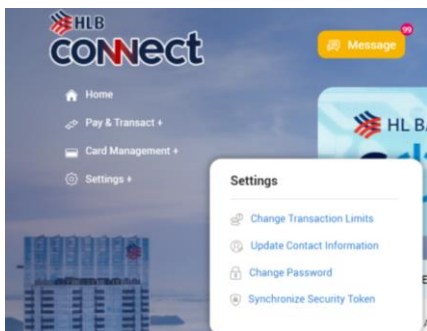 HLB
CONNECT
99
Message
Home
Pay & Transact +
Card Management +
Settings +
HL B
Settings
Change Transaction Limits
Update Contact Information
Change Password
Synchronize Security Token